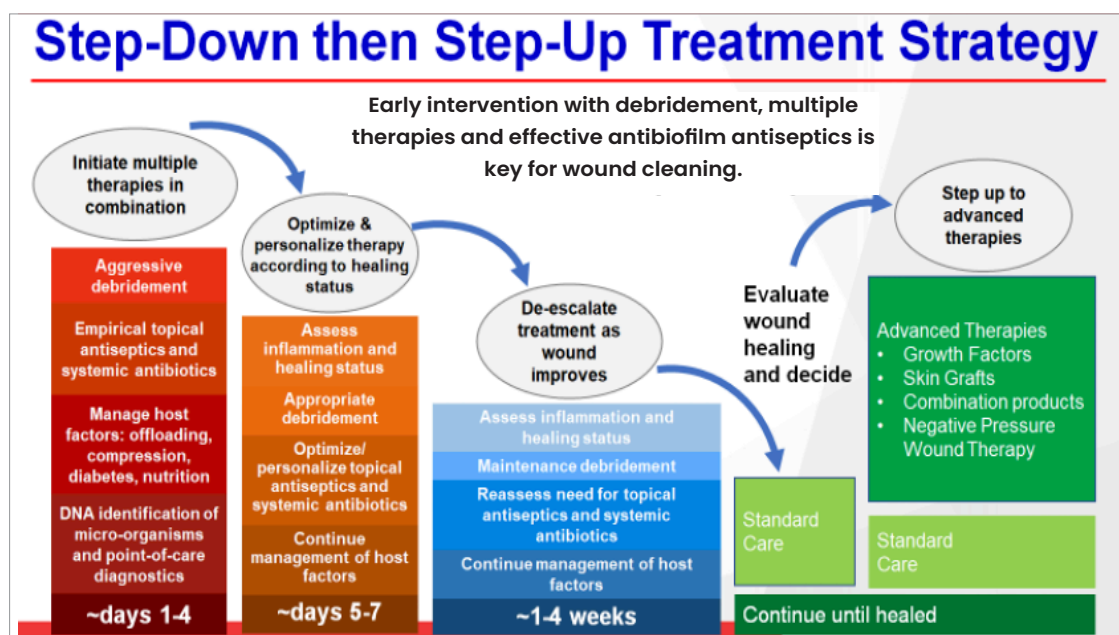 Step-Down then Step-Up Treatment Strategy
Early intervention with debridement, multiple
therapies and effective antibiofilm antiseptics is
key for wound cleaning.
Initiate multiple
therapies in
combination
Aggressive
debridement
Empirical topical
antiseptics and
systemic antibiotics
Manage host
factors: offloading,
compression,
diabetes, nutrition
DNA identification of
micro-organisms
and point-of-care
diagnostics
~days 1-4
Optimize &
personalize therapy
according to healing
status
Assess
inflammation and
healing status
Appropriate
debridement
Optimize/
personalize topical
antiseptics and
systemic antibiotics
Continue
management of host
factors
~days 5-7
De-escalate
treatment as
wound
improves
Assess inflammation and
healing status
Maintenance debridement
Reassess need for topical
antiseptics and systemic
antibiotics
Continue management of host
factors
~1-4 weeks
Evaluate
wound
healing
and decide
Standard
Care
Step up to
advanced
therapies
Advanced Therapies
• Growth Factors
• Skin Grafts
• Combination products
• Negative Pressure
Wound Therapy
Standard
Care
Continue until healed